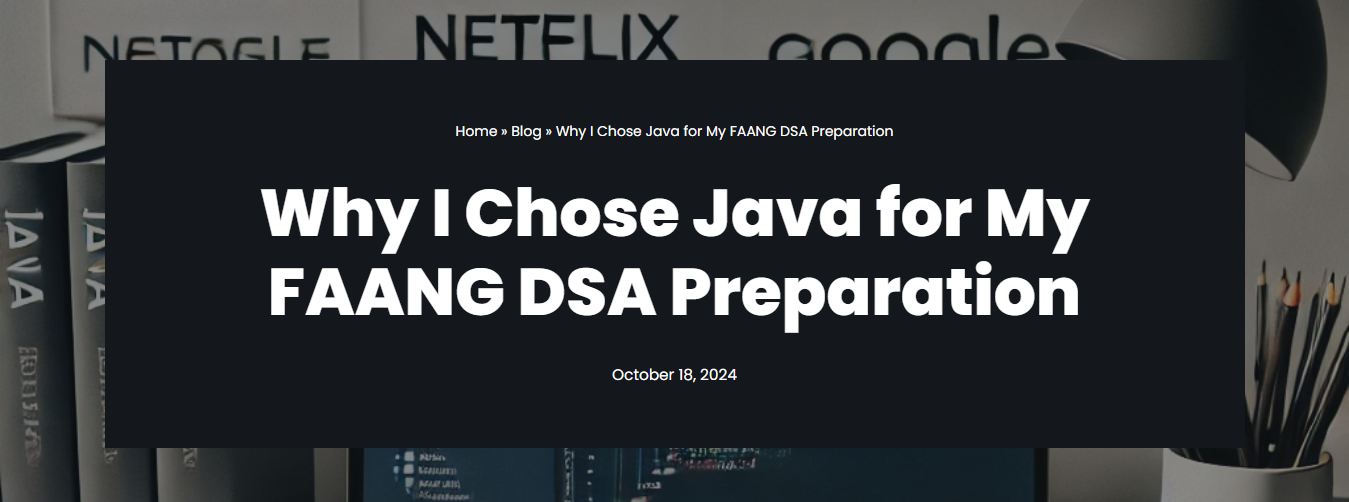 NETOGLE
NETFLIX
google
Home » Blog » Why I Chose Java for My FAANG DSA Preparation
Why I Chose Java for My
FAANG DSA Preparation
October 18, 2024
JAVA